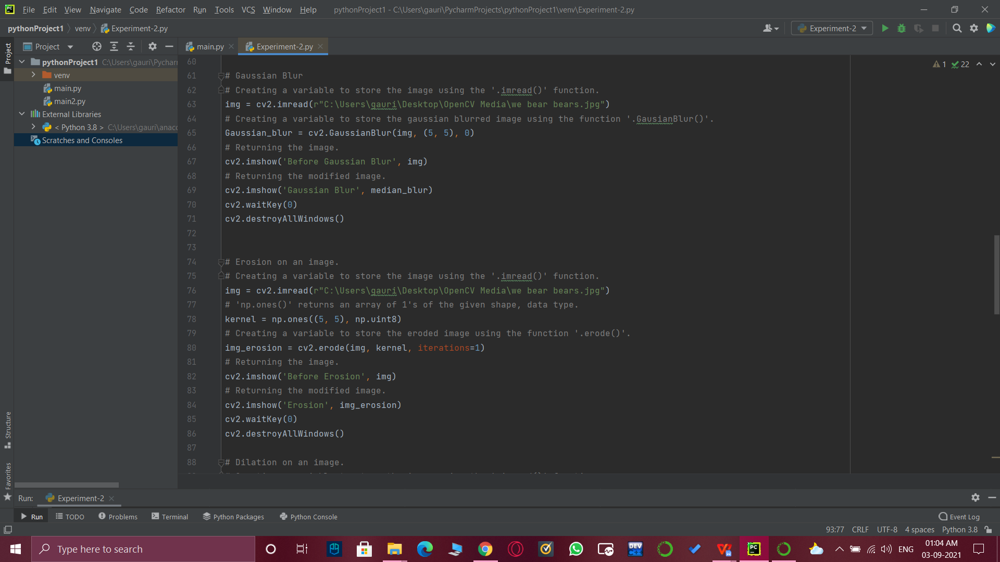 File Edit View Navigate Code Refactor Run Tools VCS Window Help pythonProject1 - C:\Users\gauri\PycharmProjects\pythonProject1\venv\Experiment-2.py
pythonProject1 venv Experiment-2.py Experiment-2
Project main.py Experiment-2.py
Project
pythonProject1 C:\Users\gauri\Pychar
venv
main.py
main2.py
External Libraries
< Python 3.8 > C:\Users\gauri\anac
Scratches and Consoles
1 22
60
61 # Gaussian Blur
62 # Creating a variable to store the image using the '.imread()' function.
63 img = cv2.imread(r"C:\Users\gauri\Desktop\OpenCV Media\we bear bears.jpg")
64 # Creating a variable to store the gaussian blurred image using the function '.GausianBlur()'.
65 Gaussian_blur = cv2.GaussianBlur(img, (5, 5), 0)
66 # Returning the image.
67 cv2.imshow('Before Gaussian Blur', img)
68 # Returning the modified image.
69 cv2.imshow('Gaussian Blur', median_blur)
70 cv2.waitKey(0)
71 cv2.destroyAllWindows()
72
73
74 # Erosion on an image.
75 # Creating a variable to store the image using the '.imread()' function.
76 img = cv2.imread(r"C:\Users\gauri\Desktop\OpenCV Media\we bear bears.jpg")
77 # 'np.ones()' returns an array of 1's of the given shape, data type.
78 kernel = np.ones((5, 5), np.uint8)
79 # Creating a variable to store the eroded image using the function '.erode()'.
80 img_erosion = cv2.erode(img, kernel, iterations=1)
81 # Returning the image.
82 cv2.imshow('Before Erosion', img)
83 # Returning the modified image.
84 cv2.imshow('Erosion', img_erosion)
85 cv2.waitKey(0)
86 cv2.destroyAllWindows()
87
88 # Dilation on an image.
Structure
Favorites
Run: Experiment-2
Run TODO Problems Terminal Python Packages Python Console Event Log
93:77 CRLF UTF-8 4 spaces Python 3.8
Type here to search
DEV
PC
ENG
01:04 AM
03-09-2021